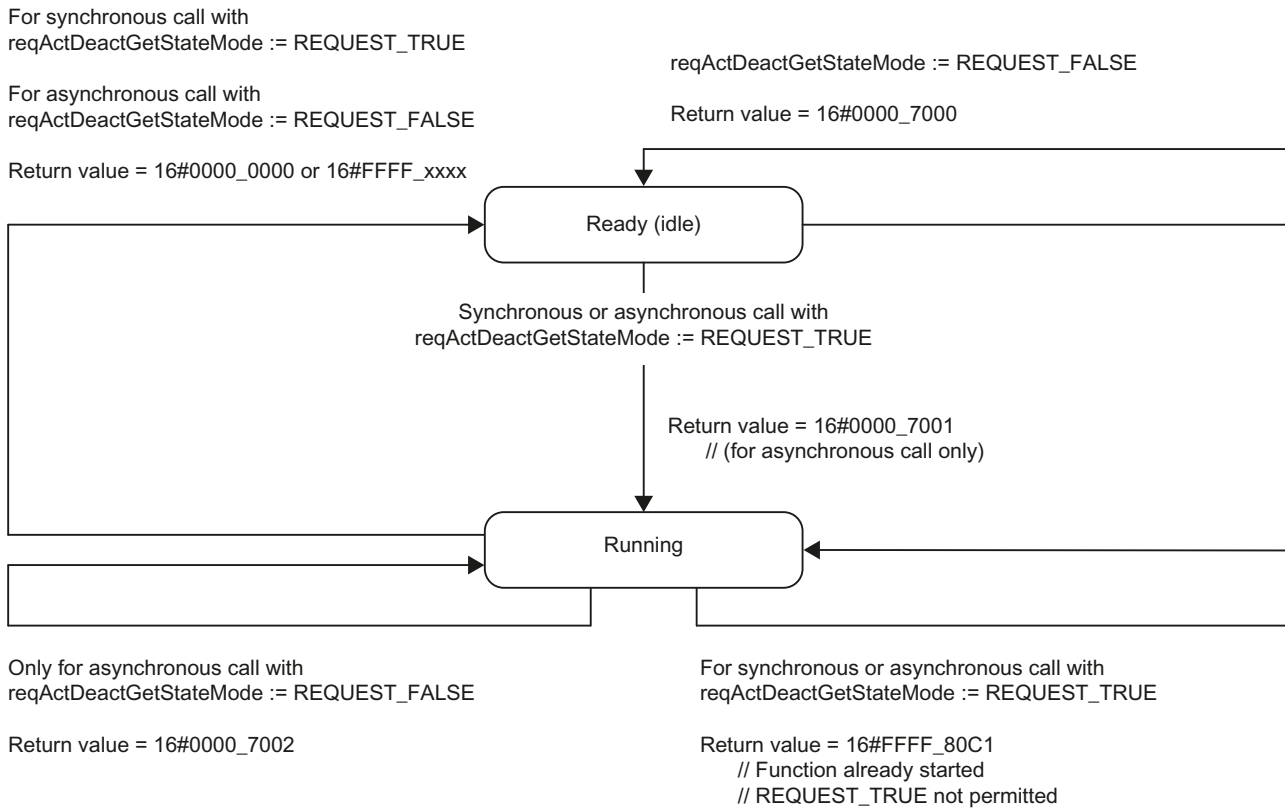 For synchronous call with
reqActDeactGetStateMode := REQUEST_TRUE
For asynchronous call with
reqActDeactGetStateMode := REQUEST_FALSE
Return value = 16#0000_0000 or 16#FFFF_xxxx
reqActDeactGetStateMode := REQUEST_FALSE
Return value = 16#0000_7000
Ready (idle)
Synchronous or asynchronous call with
reqActDeactGetStateMode := REQUEST_TRUE
Return value = 16#0000_7001
// (for asynchronous call only)
Running
Only for asynchronous call with
reqActDeactGetStateMode := REQUEST_FALSE
Return value = 16#0000_7002
For synchronous or asynchronous call with
reqActDeactGetStateMode := REQUEST_TRUE
Return value = 16#FFFF_80C1
// Function already started
// REQUEST_TRUE not permitted